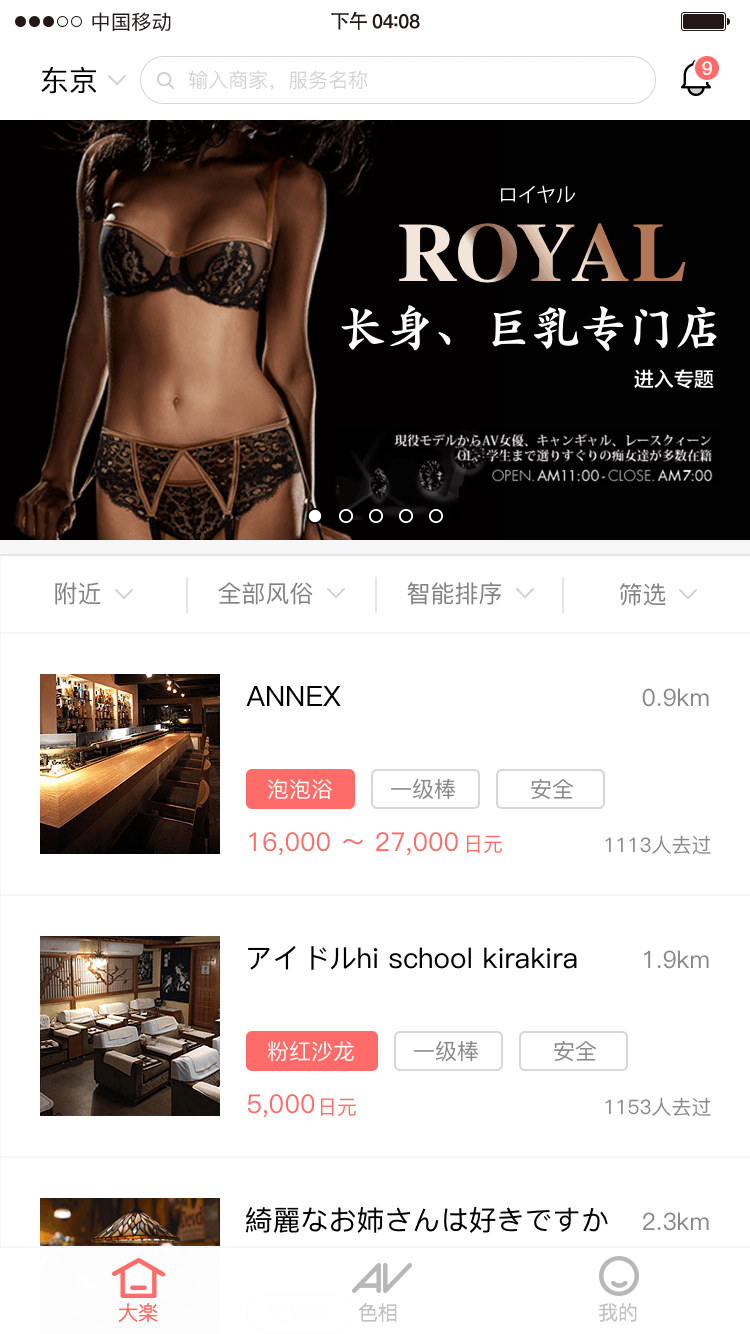 中国移动 下午 04:08
东京 输入商家，服务名称 9
ロイヤル
ROYAL
长身、巨乳专门店
进入专题
現役モデルからAV女優、キャンギャル、レースクィーン
OL、学生まで選りすぐりの痴女達が多数在籍
OPEN. AM11:00 - CLOSE. AM7:00
附近 全部风俗 智能排序 筛选
ANNEX 0.9km
泡泡浴 一级棒 安全
16,000 ～ 27,000 日元 1113人去过
アイドルhi school kirakira 1.9km
粉红沙龙 一级棒 安全
5,000 日元 1153人去过
綺麗なお姉さんは好きですか 2.3km
大楽 色相 我的